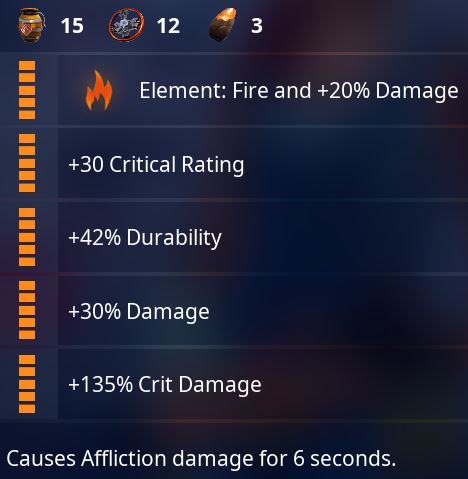 15 12 3
Element: Fire and +20% Damage
+30 Critical Rating
+42% Durability
+30% Damage
+135% Crit Damage
Causes Affliction damage for 6 seconds.